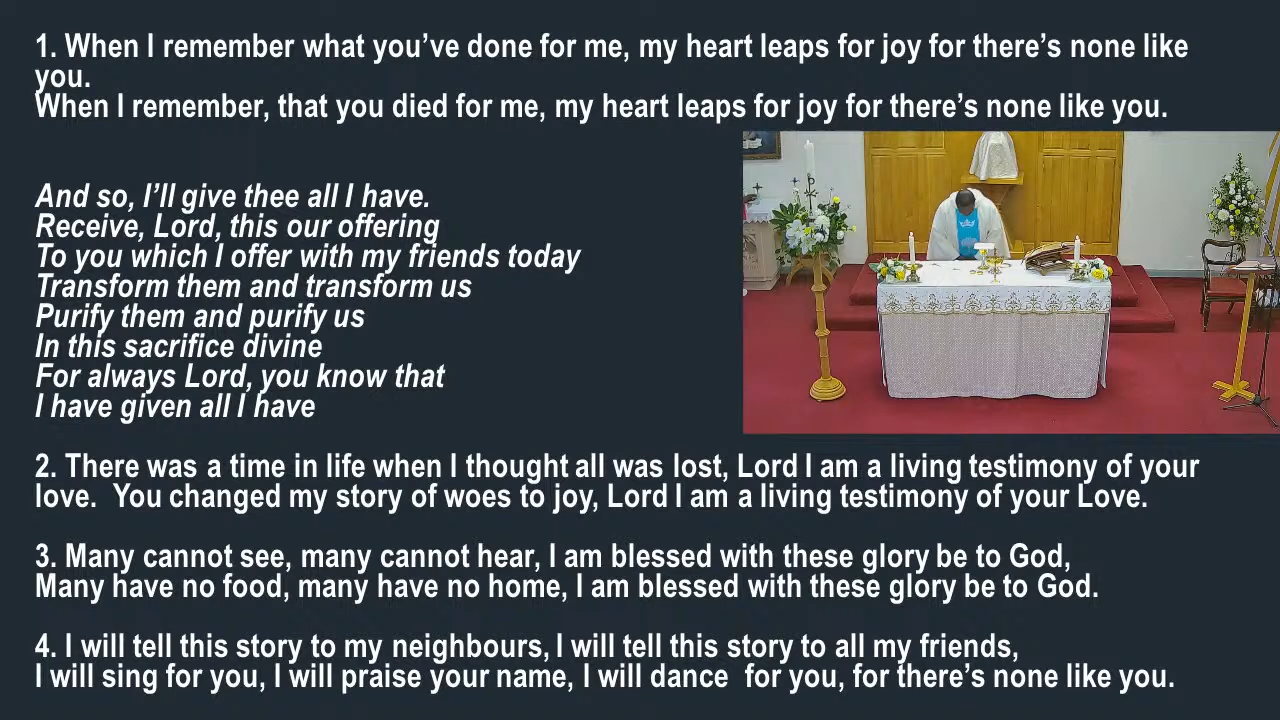 1. When I remember what you’ve done for me, my heart leaps for joy for there’s none like
you.
When I remember, that you died for me, my heart leaps for joy for there’s none like you.
And so, I’ll give thee all I have.
Receive, Lord, this our offering
To you which I offer with my friends today
Transform them and transform us
Purify them and purify us
In this sacrifice divine
For always Lord, you know that
I have given all I have
2. There was a time in life when I thought all was lost, Lord I am a living testimony of your
love.  You changed my story of woes to joy, Lord I am a living testimony of your Love.
3. Many cannot see, many cannot hear, I am blessed with these glory be to God,
Many have no food, many have no home, I am blessed with these glory be to God.
4. I will tell this story to my neighbours, I will tell this story to all my friends,
I will sing for you, I will praise your name, I will dance  for you, for there’s none like you.